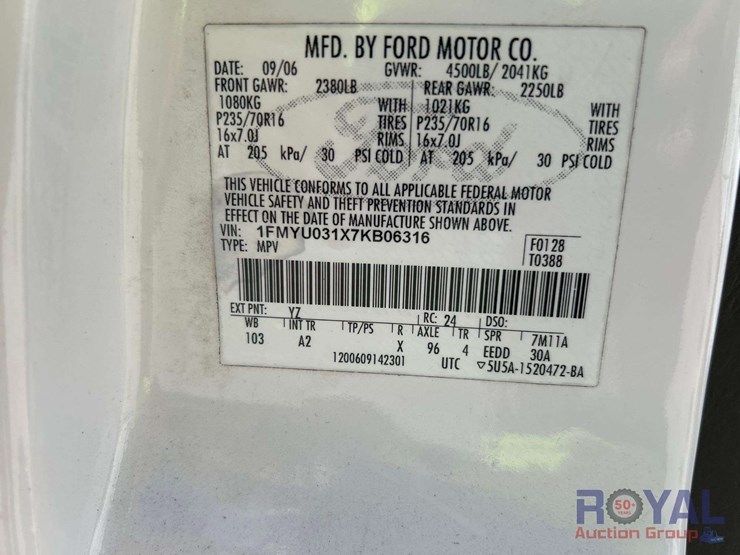 MFD. BY FORD MOTOR CO.
DATE: 09/06 GVWR: 4500LB/ 2041KG
FRONT GAWR: 2380LB REAR GAWR: 2250LB
1080KG WITH 1021KG WITH
P235/70R16 TIRES P235/70R16 TIRES
16x7.0J RIMS 16x7.0J RIMS
AT 205 kPa/ 30 PSI COLD AT 205 kPa/ 30 PSI COLD
Ford
THIS VEHICLE CONFORMS TO ALL APPLICABLE FEDERAL MOTOR
VEHICLE SAFETY AND THEFT PREVENTION STANDARDS IN
EFFECT ON THE DATE OF MANUFACTURE SHOWN ABOVE.
VIN: 1FMYU031X7KB06316
TYPE: MPV
F0128
T0388
EXT PNT: YZ RC: 24 DSO:
WB INT TR TP/PS R AXLE TR SPR 7M11A
103 A2 X 96 4 EEDD 30A
1200609142301 UTC ▽5U5A-1520472-BA
ROYAL
50+
YEARS
Auction Group